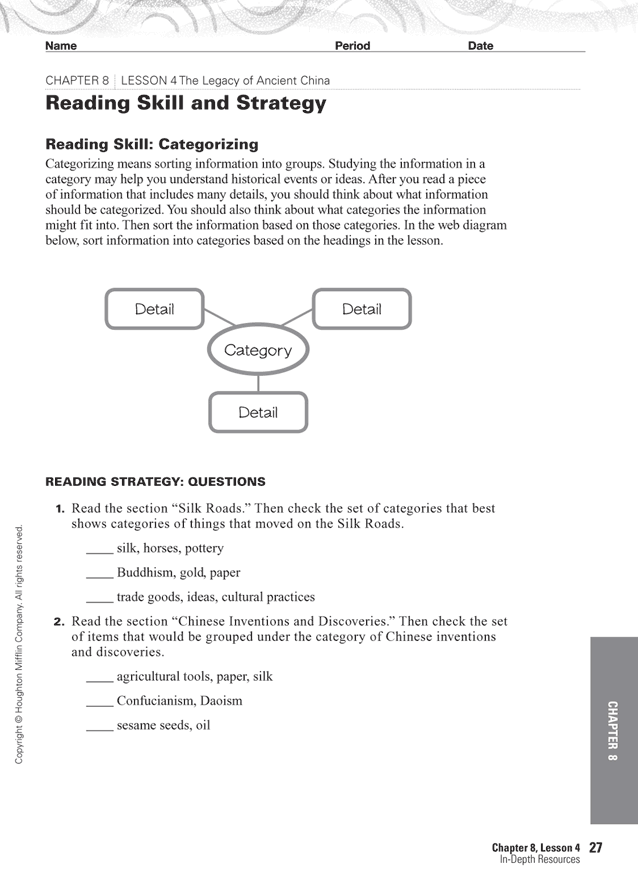 Name Period Date
CHAPTER 8 | LESSON 4 The Legacy of Ancient China
Reading Skill and Strategy
Reading Skill: Categorizing
Categorizing means sorting information into groups. Studying the information in a
category may help you understand historical events or ideas. After you read a piece
of information that includes many details, you should think about what information
should be categorized. You should also think about what categories the information
might fit into. Then sort the information based on those categories. In the web diagram
below, sort information into categories based on the headings in the lesson.
Detail Detail
Category
Detail
READING STRATEGY: QUESTIONS
1. Read the section “Silk Roads.” Then check the set of categories that best
shows categories of things that moved on the Silk Roads.
____ silk, horses, pottery
____ Buddhism, gold, paper
____ trade goods, ideas, cultural practices
2. Read the section “Chinese Inventions and Discoveries.” Then check the set
of items that would be grouped under the category of Chinese inventions
and discoveries.
____ agricultural tools, paper, silk
____ Confucianism, Daoism
____ sesame seeds, oil
Copyright © Houghton Mifflin Company. All rights reserved.
CHAPTER 8
Chapter 8, Lesson 4 27
In-Depth Resources